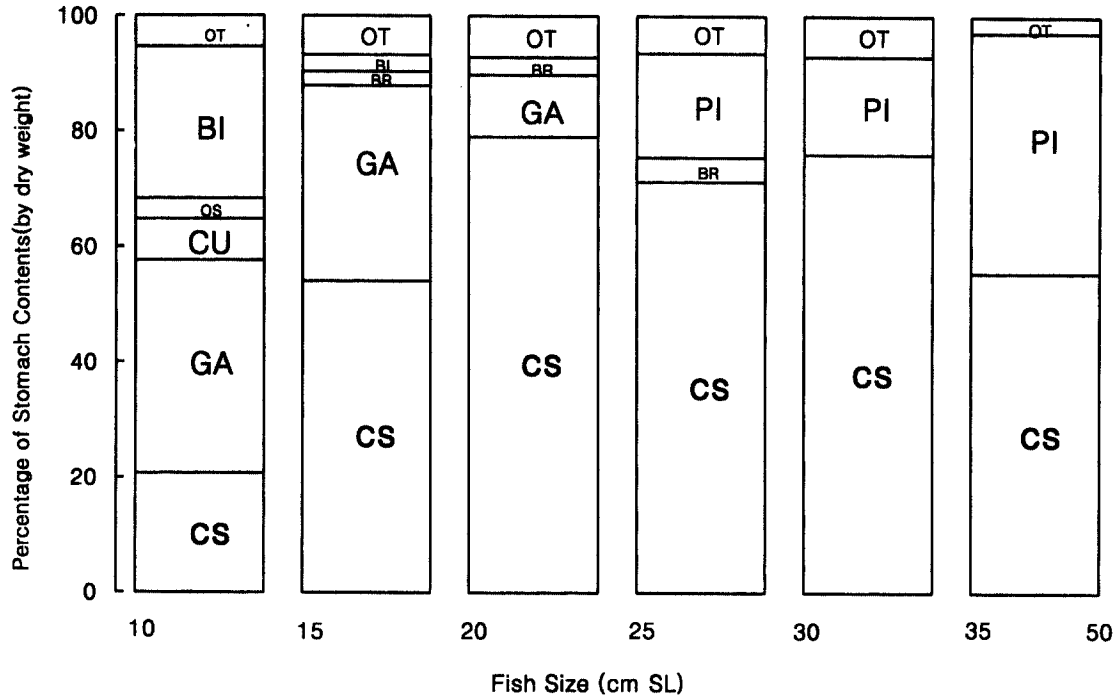 Percentage of Stomach Contents(by dry weight)
100
80
60
40
20
0
OT
BI
OS
CU
GA
CS
OT
BI
BR
GA
CS
OT
BR
GA
CS
OT
PI
BR
CS
OT
PI
CS
OT
PI
CS
10 15 20 25 30 35 50
Fish Size (cm SL)